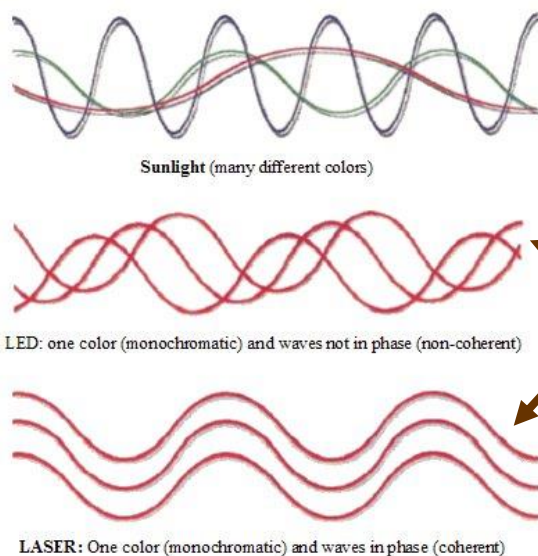 Sunlight (many different colors)
LED: one color (monochromatic) and waves not in phase (non-coherent)
LASER: One color (monochromatic) and waves in phase (coherent)